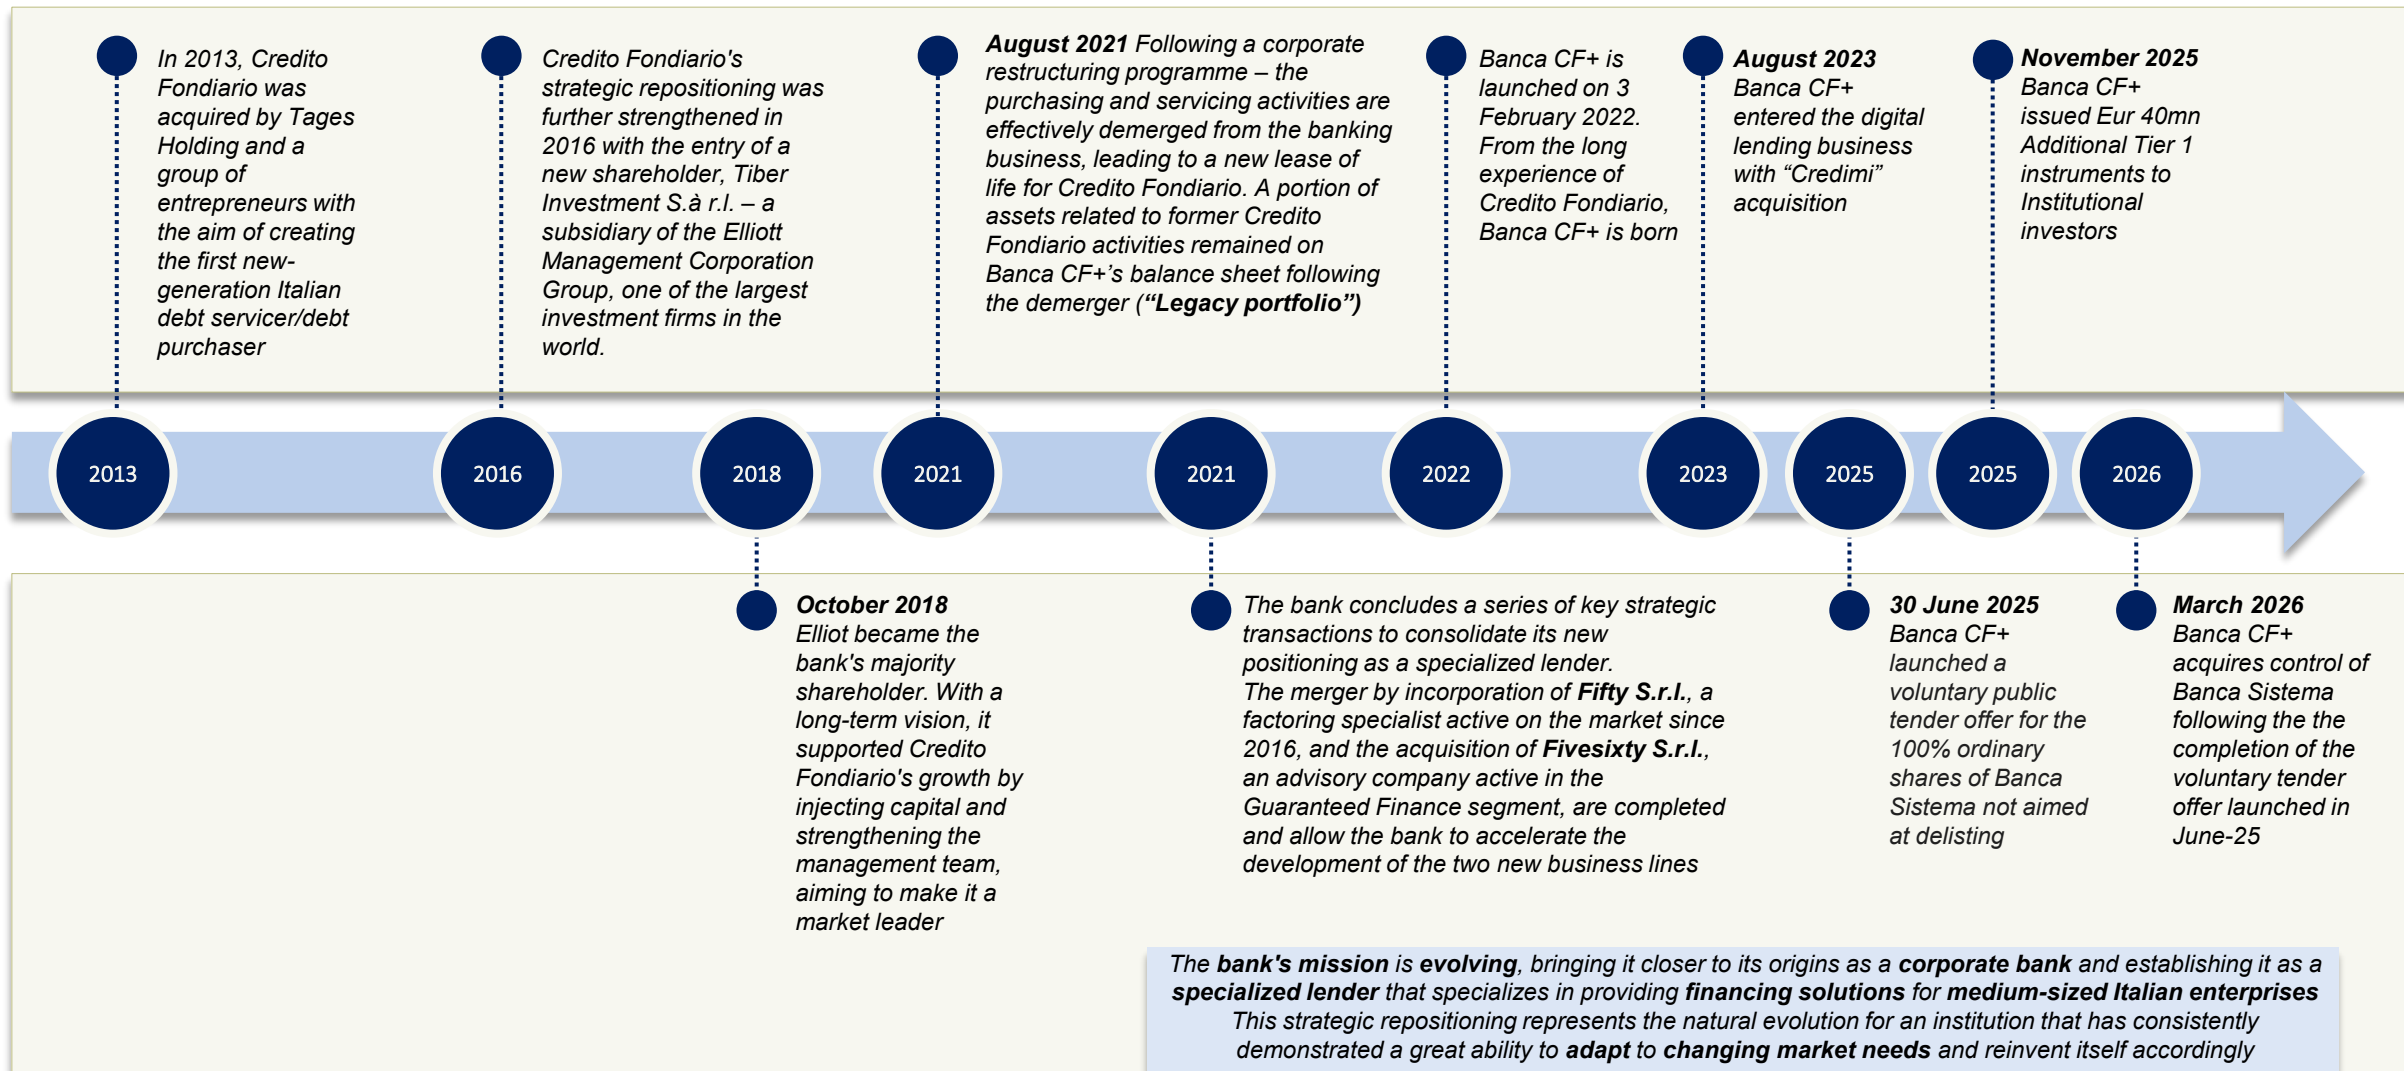 In 2013, Credito
Fondiario was
acquired by Tages
Holding and a
group of
entrepreneurs with
the aim of creating
the first new-
generation Italian
debt servicer/debt
purchaser
Credito Fondiario's
strategic repositioning was
further strengthened in
2016 with the entry of a
new shareholder, Tiber
Investment S.à r.l. – a
subsidiary of the Elliott
Management Corporation
Group, one of the largest
investment firms in the
world.
August 2021 Following a corporate
restructuring programme – the
purchasing and servicing activities are
effectively demerged from the banking
business, leading to a new lease of
life for Credito Fondiario. A portion of
assets related to former Credito
Fondiario activities remained on
Banca CF+’s balance sheet following
the demerger (“Legacy portfolio”)
Banca CF+ is
launched on 3
February 2022.
From the long
experience of
Credito Fondiario,
Banca CF+ is born
August 2023
Banca CF+
entered the digital
lending business
with “Credimi”
acquisition
November 2025
Banca CF+
issued Eur 40mn
Additional Tier 1
instruments to
Institutional
investors
2013
2016
2018
2021
2021
2022
2023
2025
2025
2026
October 2018
Elliot became the
bank's majority
shareholder. With a
long-term vision, it
supported Credito
Fondiario's growth by
injecting capital and
strengthening the
management team,
aiming to make it a
market leader
The bank concludes a series of key strategic
transactions to consolidate its new
positioning as a specialized lender.
The merger by incorporation of Fifty S.r.l., a
factoring specialist active on the market since
2016, and the acquisition of Fivesixty S.r.l.,
an advisory company active in the
Guaranteed Finance segment, are completed
and allow the bank to accelerate the
development of the two new business lines
30 June 2025
Banca CF+
launched a
voluntary public
tender offer for the
100% ordinary
shares of Banca
Sistema not aimed
at delisting
March 2026
Banca CF+
acquires control of
Banca Sistema
following the the
completion of the
voluntary tender
offer launched in
June-25
The bank's mission is evolving, bringing it closer to its origins as a corporate bank and establishing it as a
specialized lender that specializes in providing financing solutions for medium-sized Italian enterprises
This strategic repositioning represents the natural evolution for an institution that has consistently
demonstrated a great ability to adapt to changing market needs and reinvent itself accordingly